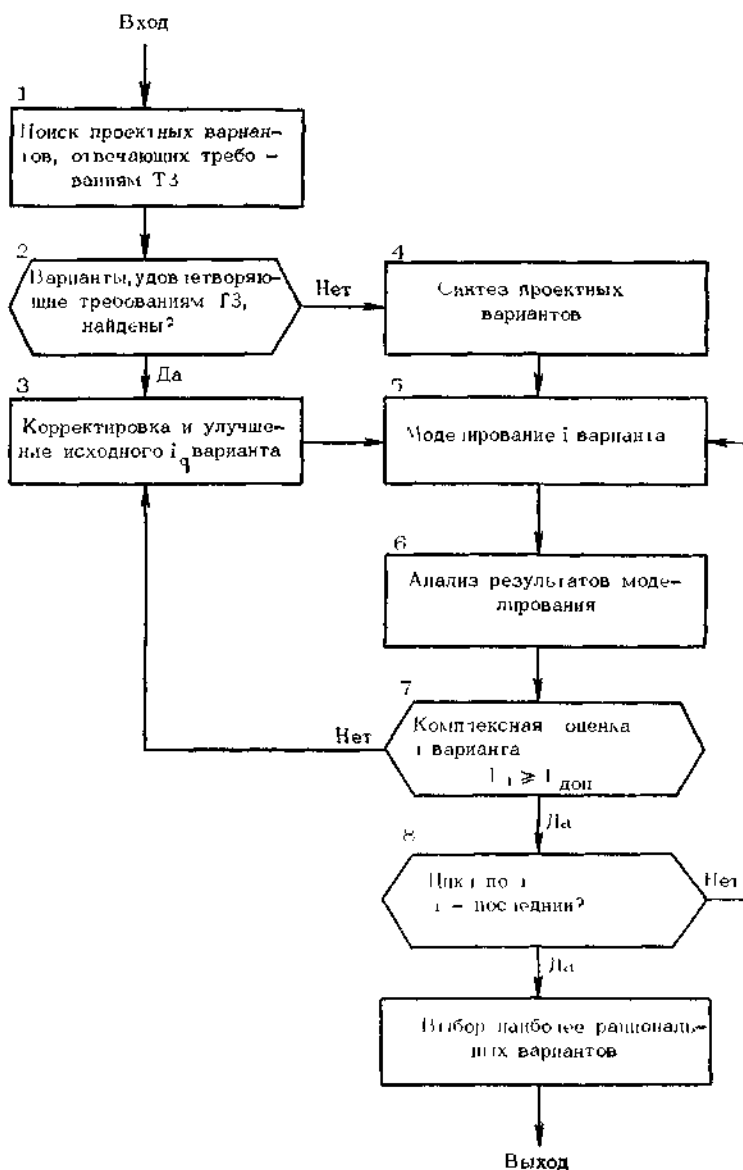 Вход
1
Поиск проектных вариан-
тов, отвечающих требо -
ваниям ТЗ
2
Варианты, удовлетворяю-
щие требованиям ТЗ,
найдены?
Нет
Да
3
Корректировка и улучше-
ние исходного i q варианта
4
Синтез проектных
вариантов
5
Моделирование i варианта
6
Анализ результатов моде-
лирования
7
Комплексная оценка
i варианта
≥ доп
Нет
Да
8
Цикл по i
i - последний?
Нет
Да
Выбор наиболее рациональ-
ных вариантов
Выход